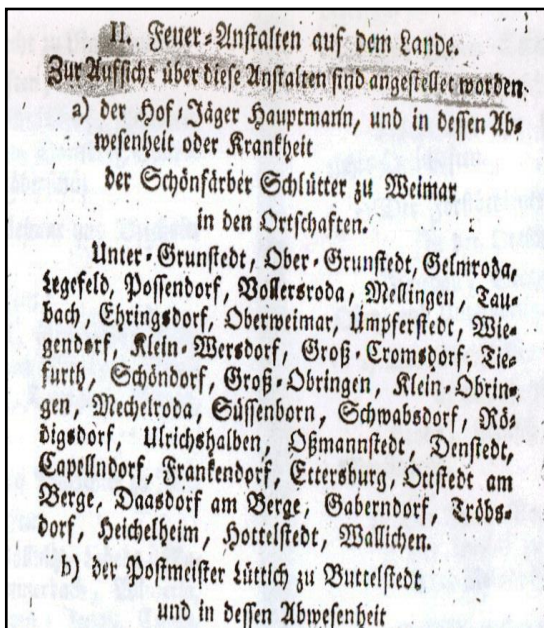 II. Feuer-Anstalten auf dem Lande.
Zur Aufsicht über diese Anstalten sind angestellet worden
a) der Hof-Jäger Hauptmann, und in dessen Ab-
wesenheit oder Krankheit
der Schönfärber Schlütter zu Weimar
in den Ortschaften.
Unter-Grunstedt, Ober-Grunstedt, Gelmroda,
Legefeld, Possendorf, Vollersroda, Mellingen, Tau-
bach, Ehringsdorf, Oberweimar, Umpferstedt, Wie-
gendorf, Klein-Wersdorf, Groß-Cromsdorf, Tie-
furth, Schöndorf, Groß-Obringen, Klein-Obrin-
gen, Mechelroda, Süssenborn, Schwabsdorf, Rö-
digsdorf, Ulrichshalben, Oßmannstedt, Denstedt,
Capellndorf, Frankendorf, Ettersburg, Ottstedt am
Berge, Daasdorf am Berge, Gaberndorf, Tröbs-
dorf, Heichelheim, Hottelstedt, Wallichen.
b) der Postmeister Lüttich zu Buttelstedt
und in dessen Abwesenheit